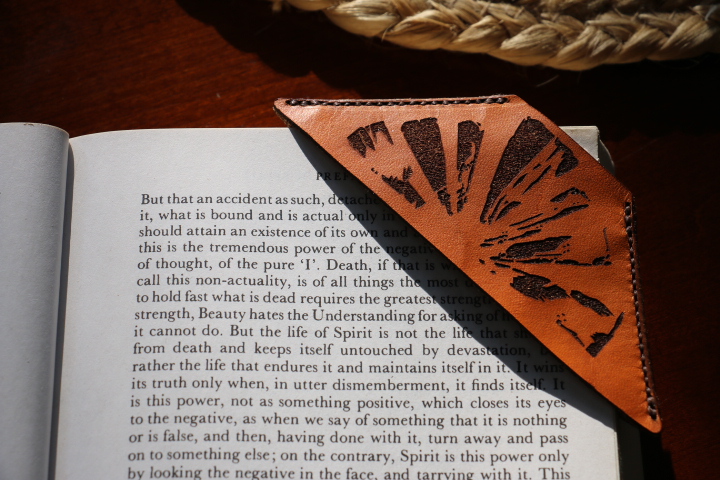 PREF
But that an accident as such, detached
it, what is bound and is actual only in
should attain an existence of its own and
this is the tremendous power of the negative
of thought, of the pure 'I'. Death, if that is
call this non-actuality, is of all things the most
to hold fast what is dead requires the greatest strength
strength, Beauty hates the Understanding for asking of
it cannot do. But the life of Spirit is not the life that
from death and keeps itself untouched by devastation,
rather the life that endures it and maintains itself in it. It wins
its truth only when, in utter dismemberment, it finds itself. It
is this power, not as something positive, which closes its eyes
to the negative, as when we say of something that it is nothing
or is false, and then, having done with it, turn away and pass
on to something else; on the contrary, Spirit is this power only
by looking the negative in the face, and tarrying with it. This